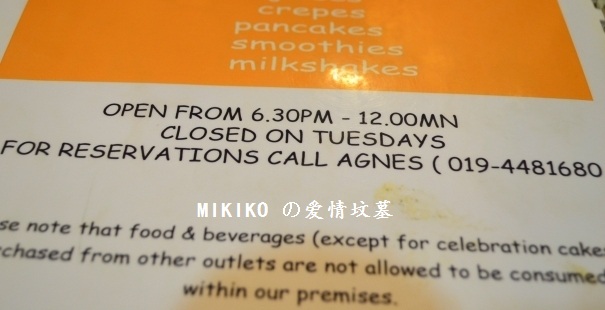 crepes
pancakes
smoothies
milkshakes
OPEN FROM 6.30PM - 12.00MN
CLOSED ON TUESDAYS
FOR RESERVATIONS CALL AGNES ( 019-4481680
MIKIKO の愛情坟墓
se note that food & beverages (except for celebration cake
rchased from other outlets are not allowed to be consumed
within our premises.